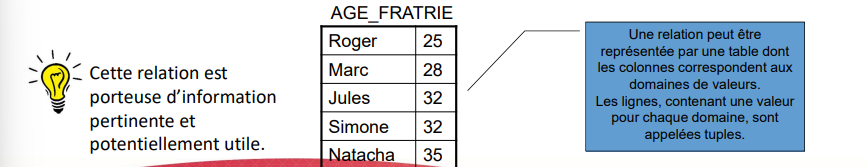 AGE_FRATRIE
Roger 25
Marc 28
Jules 32
Simone 32
Natacha 35
Cette relation est
porteuse d’information
pertinente et
potentiellement utile.
Une relation peut être
représentée par une table dont
les colonnes correspondent aux
domaines de valeurs.
Les lignes, contenant une valeur
pour chaque domaine, sont
appelées tuples.